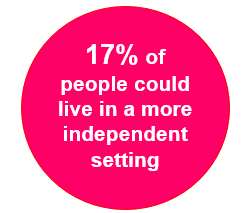 17% of
people could
live in a more
independent
setting